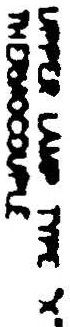 UPPER LAMP TYPE "X"
THERMOCOUPLE